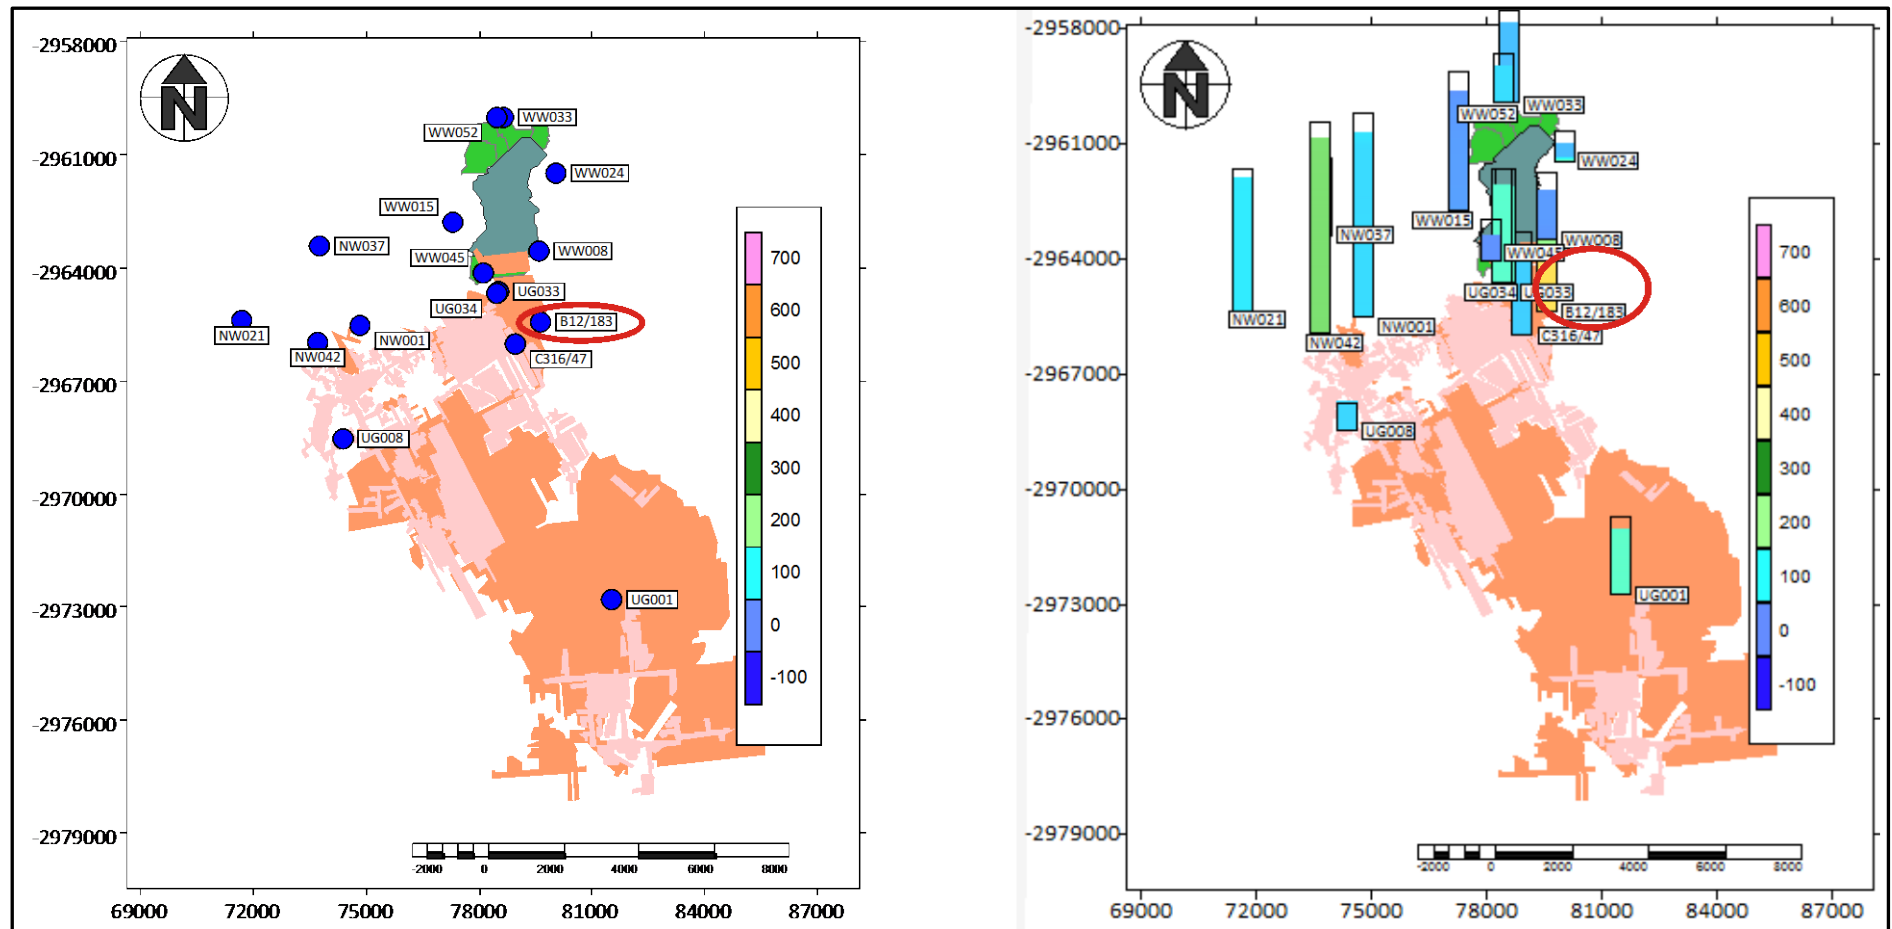 -2958000
-2961000
-2964000
-2967000
-2970000
-2973000
-2976000
-2979000
69000 72000 75000 78000 81000 84000 87000
N
WW033
WW052
WW024
WW015
NW037
WW008
WW045
UG033
UG034
B12/183
NW021
NW001
NW042
C316/47
UG008
UG001
700
600
500
400
300
200
100
0
-100
-2000 0 2000 4000 6000 8000
-2958000
-2961000
-2964000
-2967000
-2970000
-2973000
-2976000
-2979000
69000 72000 75000 78000 81000 84000 87000
N
WW033
WW052
WW024
WW015
NW037
WW008
WW045
UG034
UG033
B12/183
NW021
NW001
C316/47
NW042
UG008
UG001
700
600
500
400
300
200
100
0
-100
-2000 0 2000 4000 6000 8000